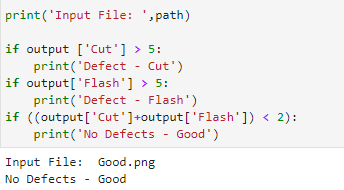 print('Input File: ',path)
if output ['Cut'] > 5:
    print('Defect - Cut')
if output['Flash'] > 5:
    print('Defect - Flash')
if ((output['Cut']+output['Flash']) < 2):
    print('No Defects - Good')
Input File:  Good.png
No Defects - Good